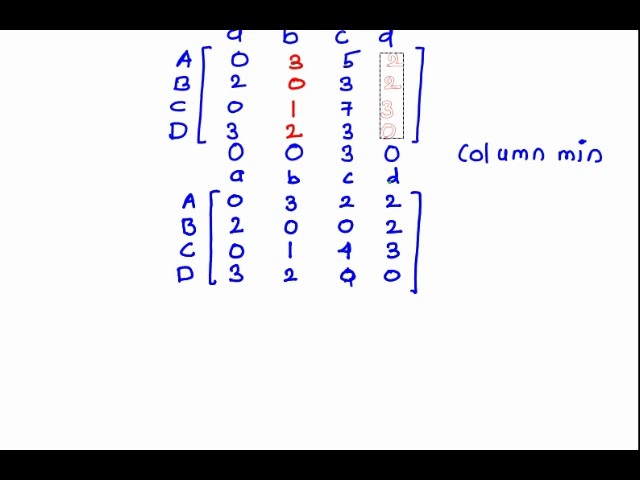 a b c d
A 0 3 5 2
B 2 0 3 2
C 0 1 7 3
D 3 2 3 0
0 0 3 0 Column min
a b c d
A 0 3 2 2
B 2 0 0 2
C 0 1 4 3
D 3 2 0 0